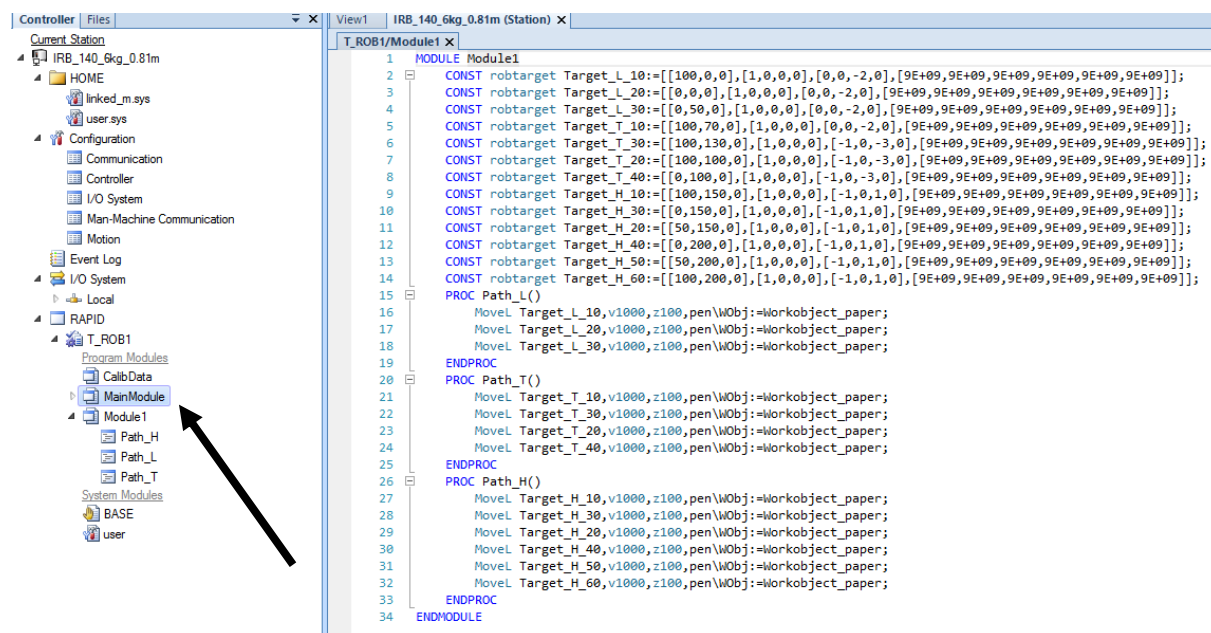 Controller Files
Current Station
IRB_140_6kg_0.81m
HOME
linked_m.sys
user.sys
Configuration
Communication
Controller
I/O System
Man-Machine Communication
Motion
Event Log
I/O System
Local
RAPID
T_ROB1
Program Modules
CalibData
MainModule
Module1
Path_H
Path_L
Path_T
System Modules
BASE
user
View1 IRB_140_6kg_0.81m (Station) X
T_ROB1/Module1 X
1 MODULE Module1
2 CONST robtarget Target_L_10:=[[100,0,0],[1,0,0,0],[0,0,-2,0],[9E+09,9E+09,9E+09,9E+09,9E+09,9E+09]];
3 CONST robtarget Target_L_20:=[[0,0,0],[1,0,0,0],[0,0,-2,0],[9E+09,9E+09,9E+09,9E+09,9E+09,9E+09]];
4 CONST robtarget Target_L_30:=[[0,50,0],[1,0,0,0],[0,0,-2,0],[9E+09,9E+09,9E+09,9E+09,9E+09,9E+09]];
5 CONST robtarget Target_T_10:=[[100,70,0],[1,0,0,0],[0,0,-2,0],[9E+09,9E+09,9E+09,9E+09,9E+09,9E+09]];
6 CONST robtarget Target_T_30:=[[100,130,0],[1,0,0,0],[-1,0,-3,0],[9E+09,9E+09,9E+09,9E+09,9E+09,9E+09]];
7 CONST robtarget Target_T_20:=[[100,100,0],[1,0,0,0],[-1,0,-3,0],[9E+09,9E+09,9E+09,9E+09,9E+09,9E+09]];
8 CONST robtarget Target_T_40:=[[0,100,0],[1,0,0,0],[-1,0,-3,0],[9E+09,9E+09,9E+09,9E+09,9E+09,9E+09]];
9 CONST robtarget Target_H_10:=[[100,150,0],[1,0,0,0],[-1,0,1,0],[9E+09,9E+09,9E+09,9E+09,9E+09,9E+09]];
10 CONST robtarget Target_H_30:=[[0,150,0],[1,0,0,0],[-1,0,1,0],[9E+09,9E+09,9E+09,9E+09,9E+09,9E+09]];
11 CONST robtarget Target_H_20:=[[50,150,0],[1,0,0,0],[-1,0,1,0],[9E+09,9E+09,9E+09,9E+09,9E+09,9E+09]];
12 CONST robtarget Target_H_40:=[[0,200,0],[1,0,0,0],[-1,0,1,0],[9E+09,9E+09,9E+09,9E+09,9E+09,9E+09]];
13 CONST robtarget Target_H_50:=[[50,200,0],[1,0,0,0],[-1,0,1,0],[9E+09,9E+09,9E+09,9E+09,9E+09,9E+09]];
14 CONST robtarget Target_H_60:=[[100,200,0],[1,0,0,0],[-1,0,1,0],[9E+09,9E+09,9E+09,9E+09,9E+09,9E+09]];
15 PROC Path_L()
16 MoveL Target_L_10,v1000,z100,pen\WObj:=Workobject_paper;
17 MoveL Target_L_20,v1000,z100,pen\WObj:=Workobject_paper;
18 MoveL Target_L_30,v1000,z100,pen\WObj:=Workobject_paper;
19 ENDPROC
20 PROC Path_T()
21 MoveL Target_T_10,v1000,z100,pen\WObj:=Workobject_paper;
22 MoveL Target_T_30,v1000,z100,pen\WObj:=Workobject_paper;
23 MoveL Target_T_20,v1000,z100,pen\WObj:=Workobject_paper;
24 MoveL Target_T_40,v1000,z100,pen\WObj:=Workobject_paper;
25 ENDPROC
26 PROC Path_H()
27 MoveL Target_H_10,v1000,z100,pen\WObj:=Workobject_paper;
28 MoveL Target_H_30,v1000,z100,pen\WObj:=Workobject_paper;
29 MoveL Target_H_20,v1000,z100,pen\WObj:=Workobject_paper;
30 MoveL Target_H_40,v1000,z100,pen\WObj:=Workobject_paper;
31 MoveL Target_H_50,v1000,z100,pen\WObj:=Workobject_paper;
32 MoveL Target_H_60,v1000,z100,pen\WObj:=Workobject_paper;
33 ENDPROC
34 ENDMODULE